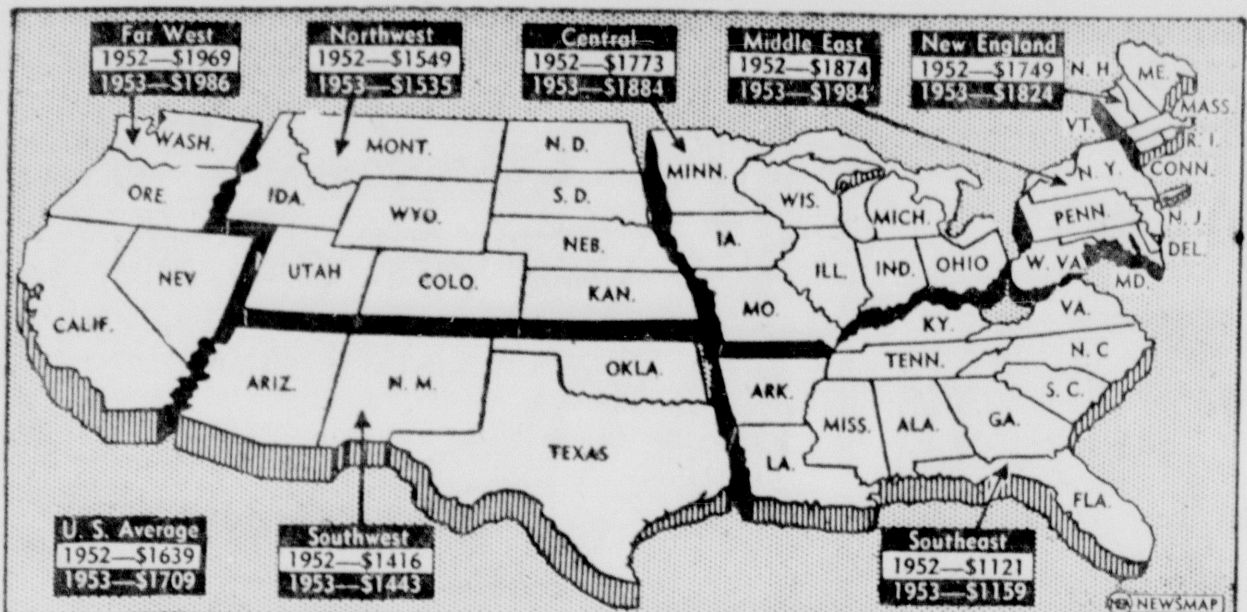 Far West
1952—$1969
1953—$1986
Northwest
1952—$1549
1953—$1535
Central
1952—$1773
1953—$1884
Middle East
1952—$1874
1953—$1984
New England
1952—$1749
1953—$1824
N. H.
ME.
MASS.
VT.
R. I.
CONN.
WASH.
MONT.
N. D.
MINN.
ORE.
IDA.
WYO.
S. D.
WIS.
MICH.
N. Y.
PENN.
N. J.
NEV
UTAH
COLO.
NEB.
IA.
ILL.
IND.
OHIO
W. VA
DEL.
MD.
CALIF.
KAN.
MO.
KY.
VA.
ARIZ.
N. M.
OKLA.
ARK.
TENN.
N. C
S. C.
TEXAS
LA.
MISS.
ALA.
GA.
FLA.
U. S. Average
1952—$1639
1953—$1709
Southwest
1952—$1416
1953—$1443
Southeast
1952—$1121
1953—$1159
NEA NEWSMAP